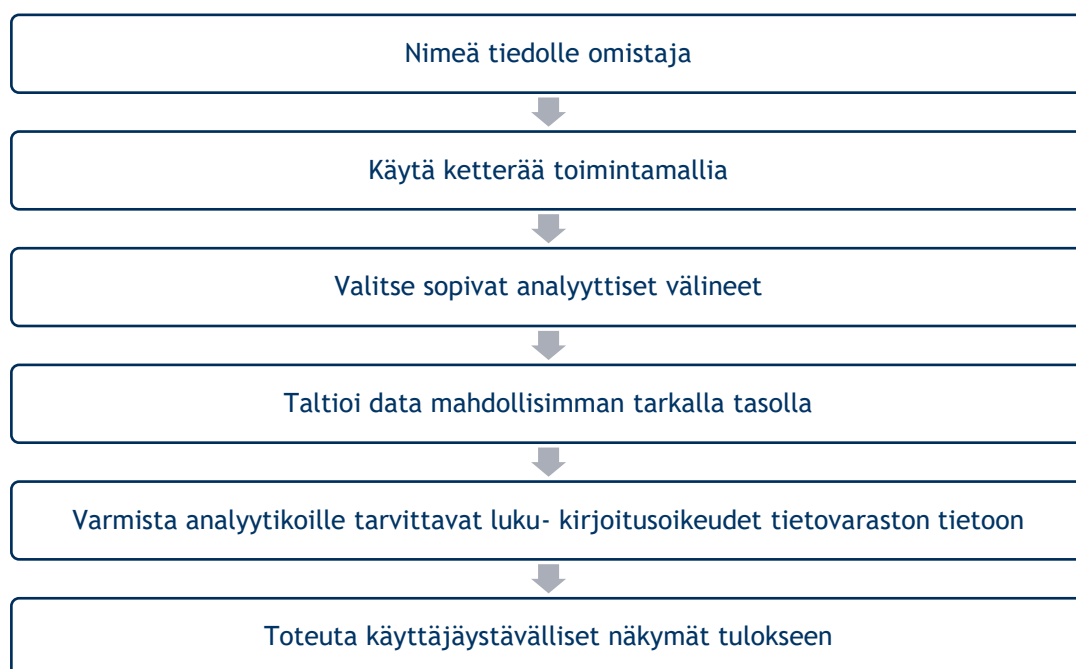 Nimeä tiedolle omistaja
Käytä ketterää toimintamallia
Valitse sopivat analyyttiset välineet
Taltioi data mahdollisimman tarkalla tasolla
Varmista analyytikoille tarvittavat luku- kirjoitusoikeudet tietovaraston tietoon
Toteuta käyttäjäystävälliset näkymät tulokseen